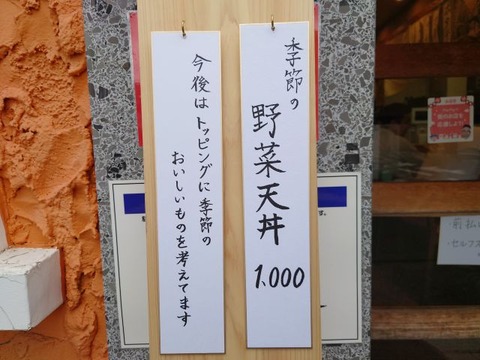 季節の
野菜天丼
1,000
今後はトッピングに季節の
おいしいものを考えてます